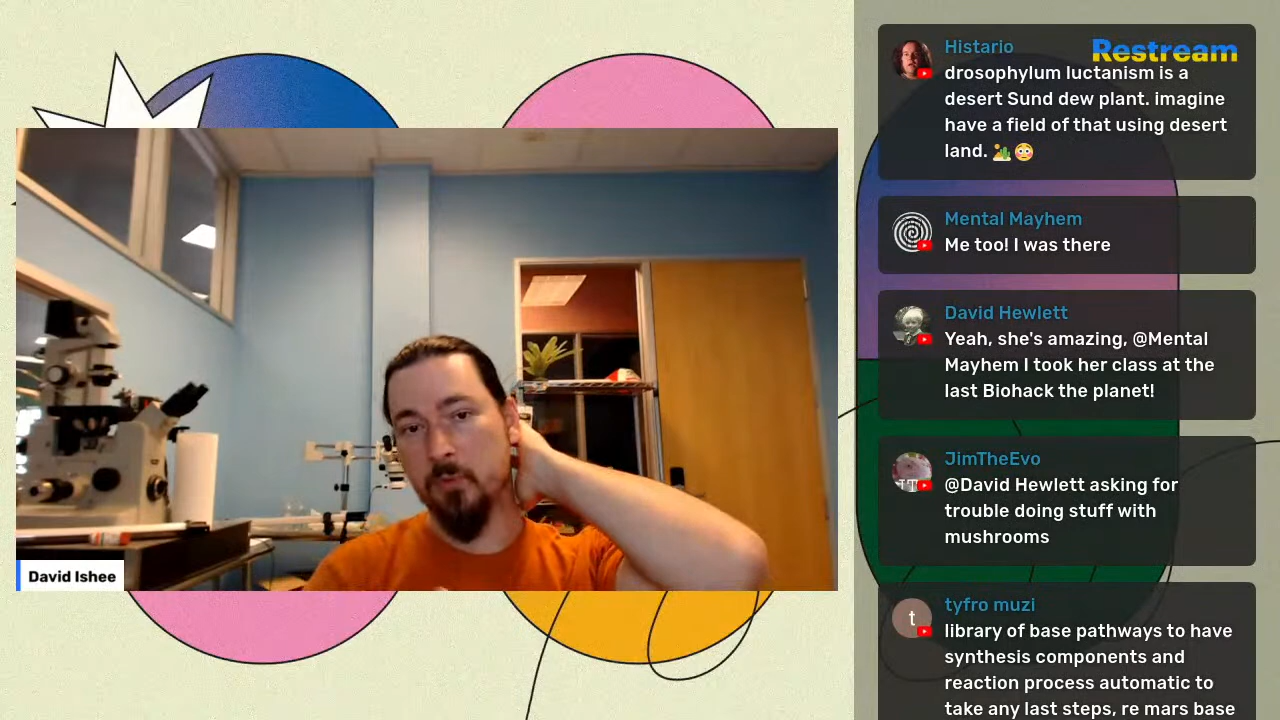 David Ishee
Restream
Histario
drosophylum luctanism is a
desert Sund dew plant. imagine
have a field of that using desert
land. 🏜️😳
Mental Mayhem
Me too! I was there
David Hewlett
Yeah, she's amazing, @Mental
Mayhem I took her class at the
last Biohack the planet!
JimTheEvo
@David Hewlett asking for
trouble doing stuff with
mushrooms
t
tyfro muzi
library of base pathways to have
synthesis components and
reaction process automatic to
take any last steps, re mars base